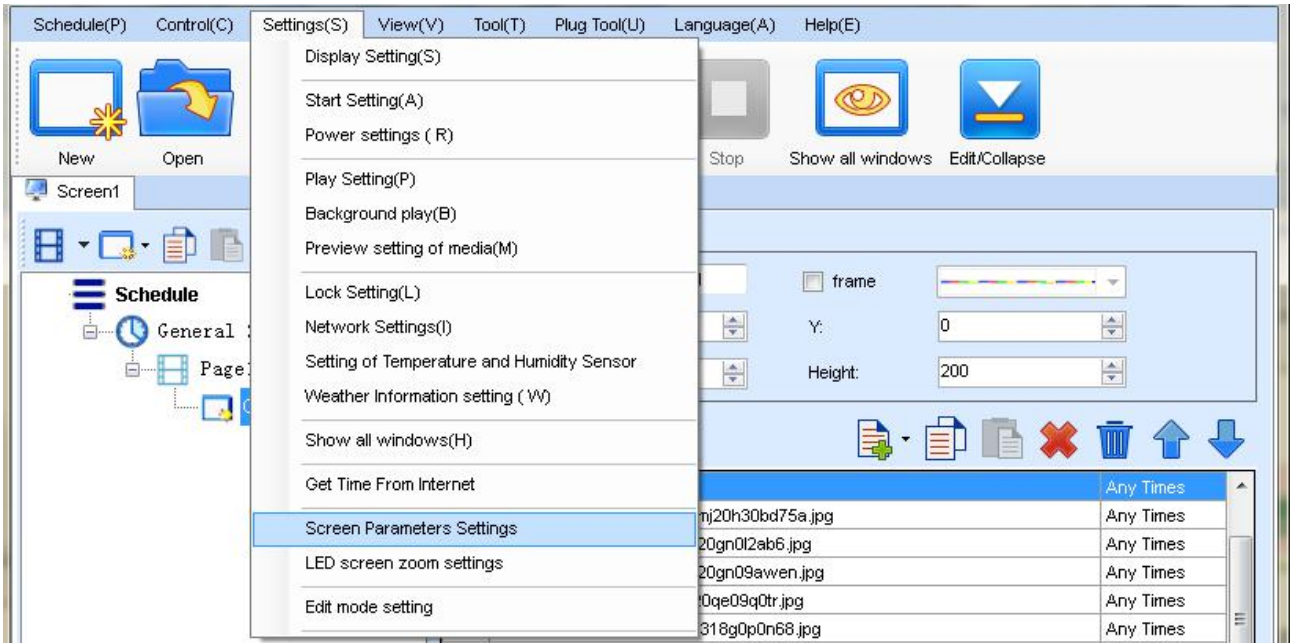 Schedule(P) Control(C) Settings(S) View(V) Tool(T) Plug Tool(U) Language(A) Help(E)
Display Setting(S)
Start Setting(A)
Power settings ( R)
Play Setting(P)
Background play(B)
Preview setting of media(M)
Lock Setting(L)
Network Settings(I)
Setting of Temperature and Humidity Sensor
Weather Information setting ( W)
Show all windows(H)
Get Time From Internet
Screen Parameters Settings
LED screen zoom settings
Edit mode setting
New Open Stop Show all windows Edit/Collapse
Screen1
Schedule
General
Page
frame
Y: 0
Height: 200
Any Times
mj20h30bd75a.jpg Any Times
20gn0l2ab6.jpg Any Times
20gn09awen.jpg Any Times
0qe09q0tr.jpg Any Times
318g0p0n68.jpg Any Times